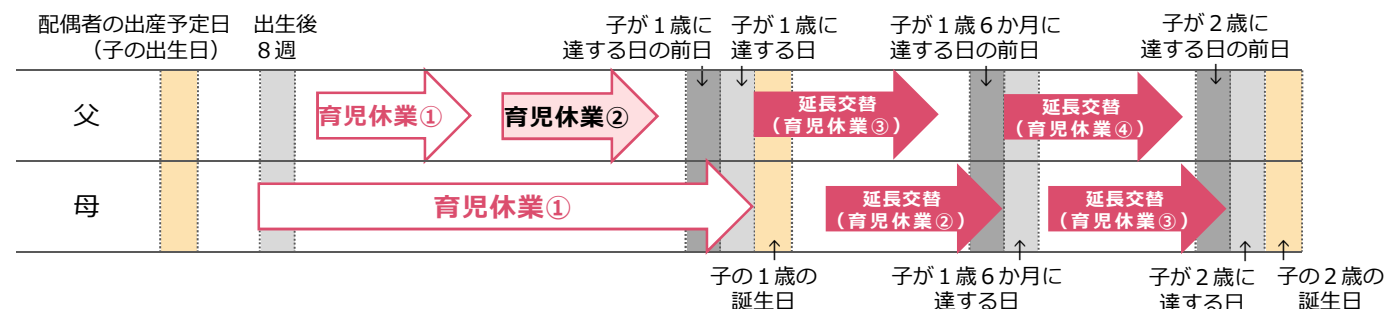 配偶者の出産予定日
（子の出生日）
出生後
８週
子が１歳に
達する日の前日
子が１歳に
達する日
子が１歳６か月に
達する日の前日
子が２歳に
達する日の前日
父
育児休業①
育児休業②
延長交替
（育児休業③）
延長交替
（育児休業④）
母
育児休業①
延長交替
（育児休業②）
延長交替
（育児休業③）
子の１歳の
誕生日
子が１歳６か月に
達する日
子が２歳に
達する日
子の２歳の
誕生日